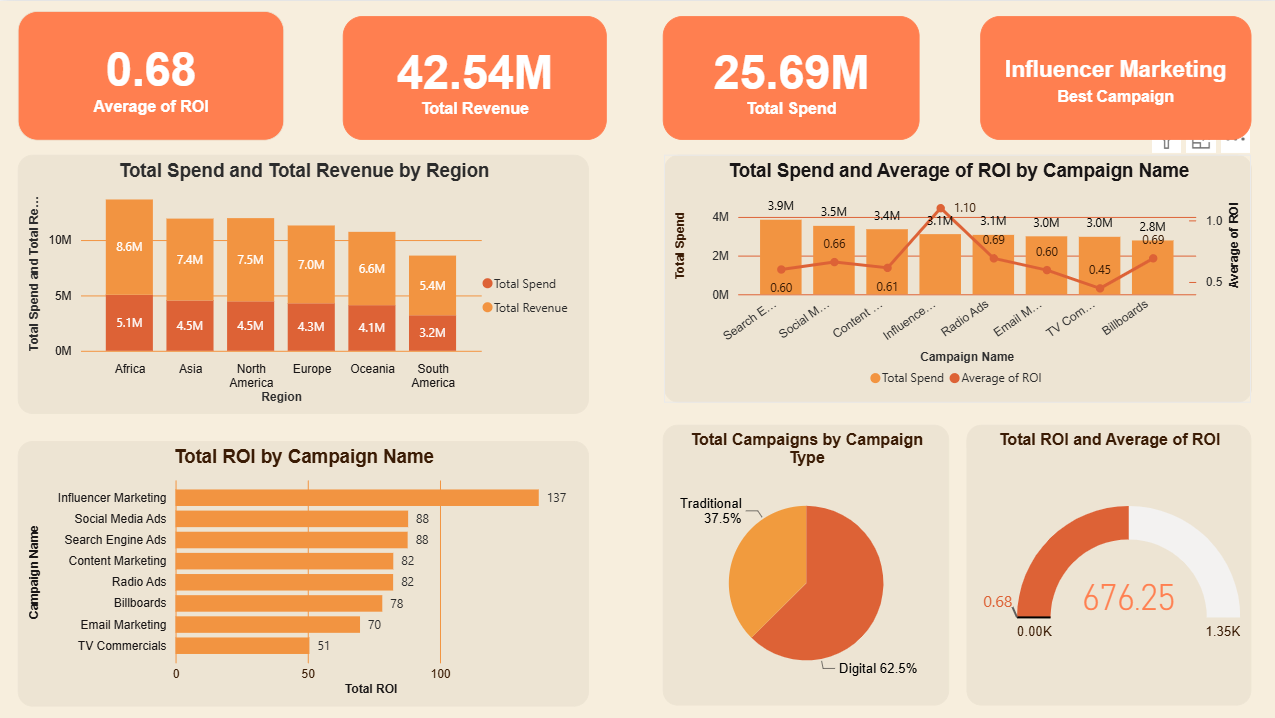 0.68
Average of ROI
42.54M
Total Revenue
25.69M
Total Spend
Influencer Marketing
Best Campaign
Total Spend and Total Revenue by Region
Total Spend and Total Re...
10M
5M
0M
8.6M
7.4M
7.5M
7.0M
6.6M
5.4M
5.1M
4.5M
4.5M
4.3M
4.1M
3.2M
Africa
Asia
North
America
Europe
Oceania
South
America
Region
Total Spend
Total Revenue
Total Spend and Average of ROI by Campaign Name
Total Spend
4M
2M
0M
3.9M
3.5M
3.4M
3.1M
3.1M
3.0M
3.0M
2.8M
0.60
0.66
0.61
1.10
0.69
0.60
0.45
0.69
1.0
0.5
Average of ROI
Search E...
Social M...
Content ...
Influence...
Radio Ads
Email M...
TV Com...
Billboards
Campaign Name
Total Spend
Average of ROI
Total ROI by Campaign Name
Campaign Name
Influencer Marketing
137
Social Media Ads
88
Search Engine Ads
88
Content Marketing
82
Radio Ads
82
Billboards
78
Email Marketing
70
TV Commercials
51
0
50
100
Total ROI
Total Campaigns by Campaign
Type
Traditional
37.5%
Digital 62.5%
Total ROI and Average of ROI
0.68
676.25
0.00K
1.35K